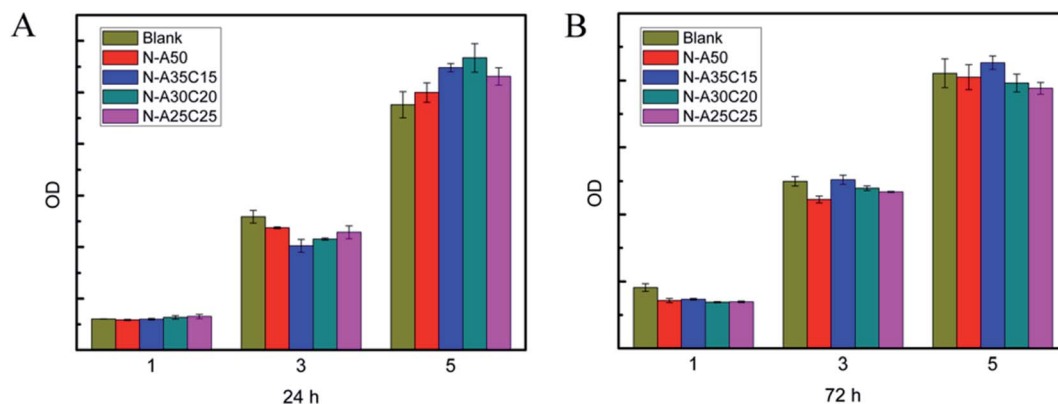 A
Blank
N-A50
N-A35C15
N-A30C20
N-A25C25
OD
1 3 5
24 h
B
Blank
N-A50
N-A35C15
N-A30C20
N-A25C25
OD
1 3 5
72 h